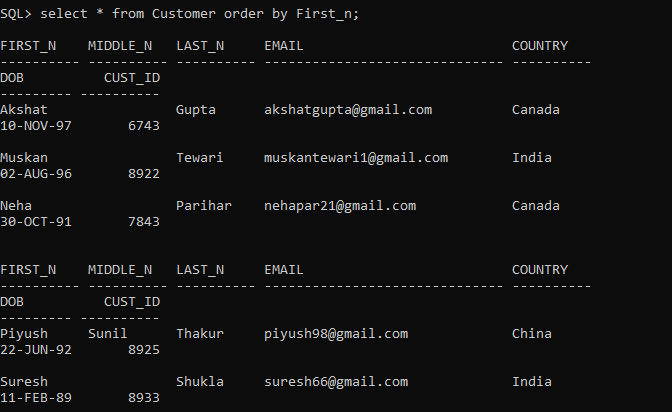 SQL> select * from Customer order by First_n;
FIRST_N    MIDDLE_N   LAST_N     EMAIL                          COUNTRY
---------- ---------- ---------- ------------------------------ ----------
DOB          CUST_ID
--------- ----------
Akshat                Gupta      akshatgupta@gmail.com          Canada
10-NOV-97       6743
Muskan                Tewari     muskantewari1@gmail.com        India
02-AUG-96       8922
Neha                  Parihar    nehapar21@gmail.com            Canada
30-OCT-91       7843
FIRST_N    MIDDLE_N   LAST_N     EMAIL                          COUNTRY
---------- ---------- ---------- ------------------------------ ----------
DOB          CUST_ID
--------- ----------
Piyush     Sunil      Thakur     piyush98@gmail.com             China
22-JUN-92       8925
Suresh                Shukla     suresh66@gmail.com             India
11-FEB-89       8933